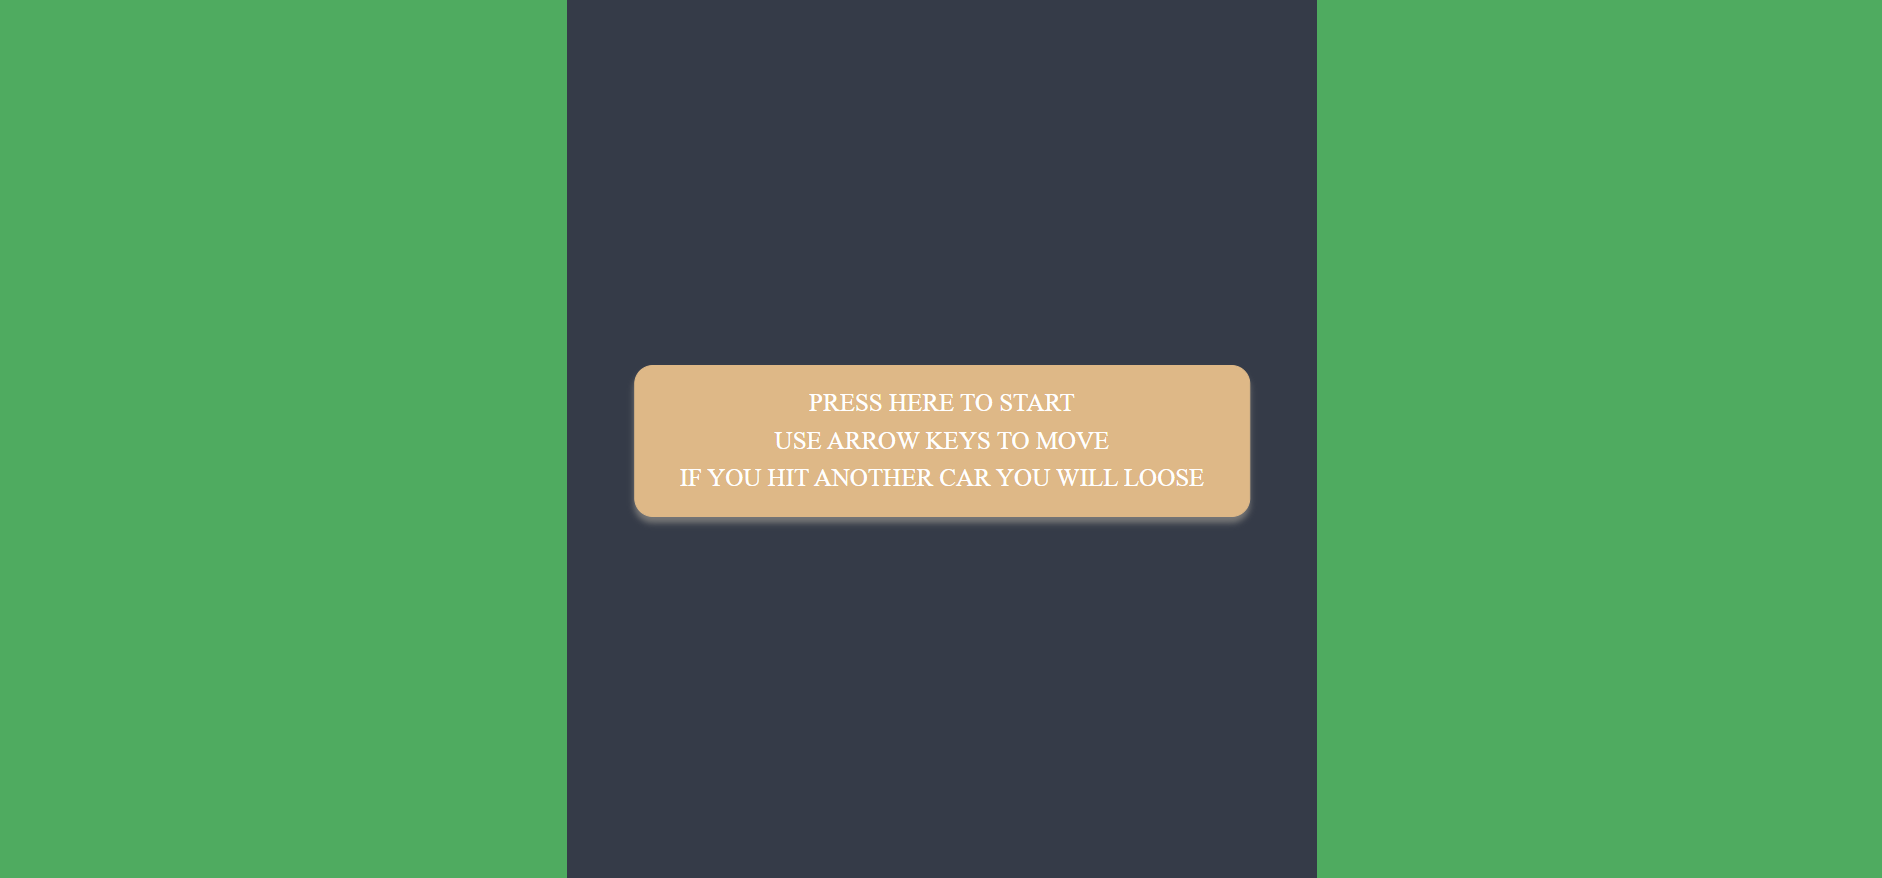 PRESS HERE TO START
USE ARROW KEYS TO MOVE
IF YOU HIT ANOTHER CAR YOU WILL LOOSE